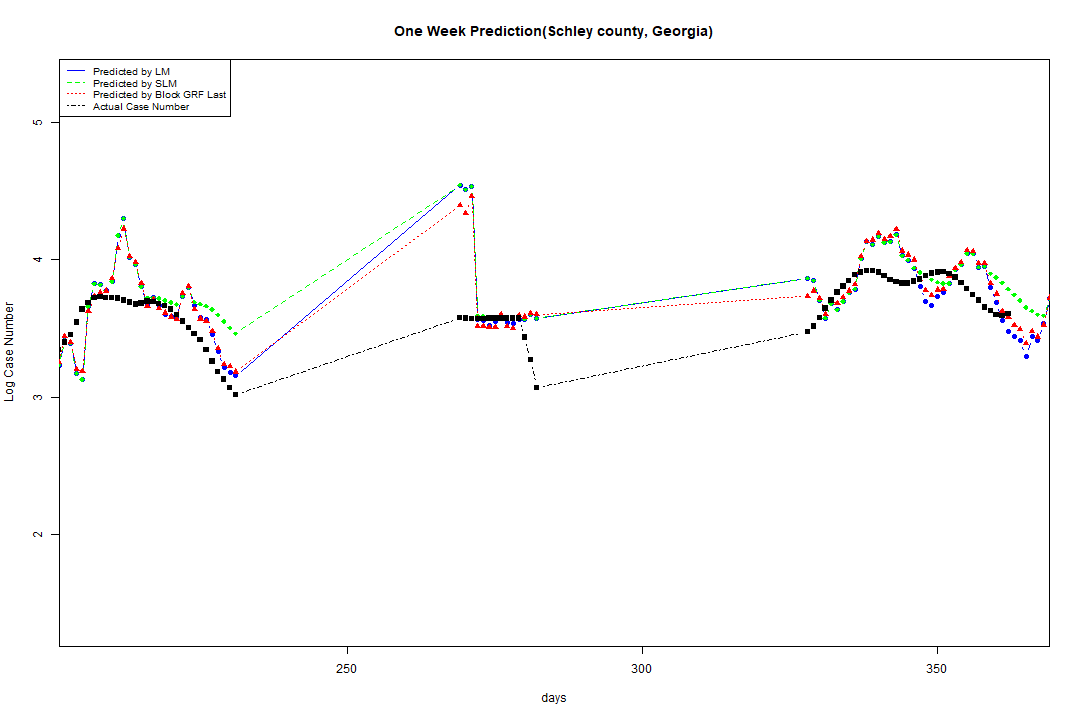 One Week Prediction(Schley county, Georgia)
Predicted by LM
Predicted by SLM
Predicted by Block GRF Last
Actual Case Number
5
4
3
2
Log Case Number
250 300 350
days